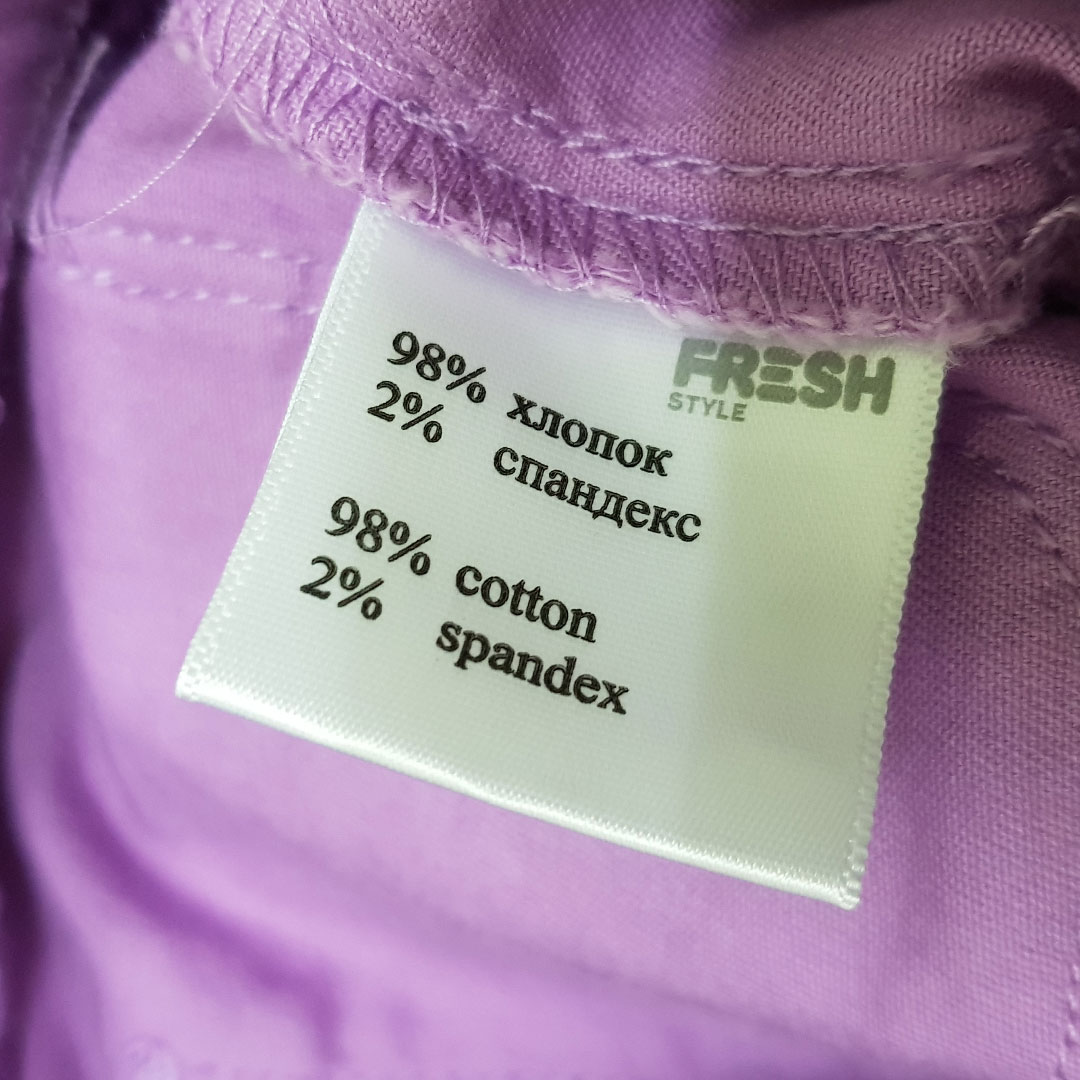 FRESH
STYLE
98% хлопок
2% спандекс
98% cotton
2% spandex